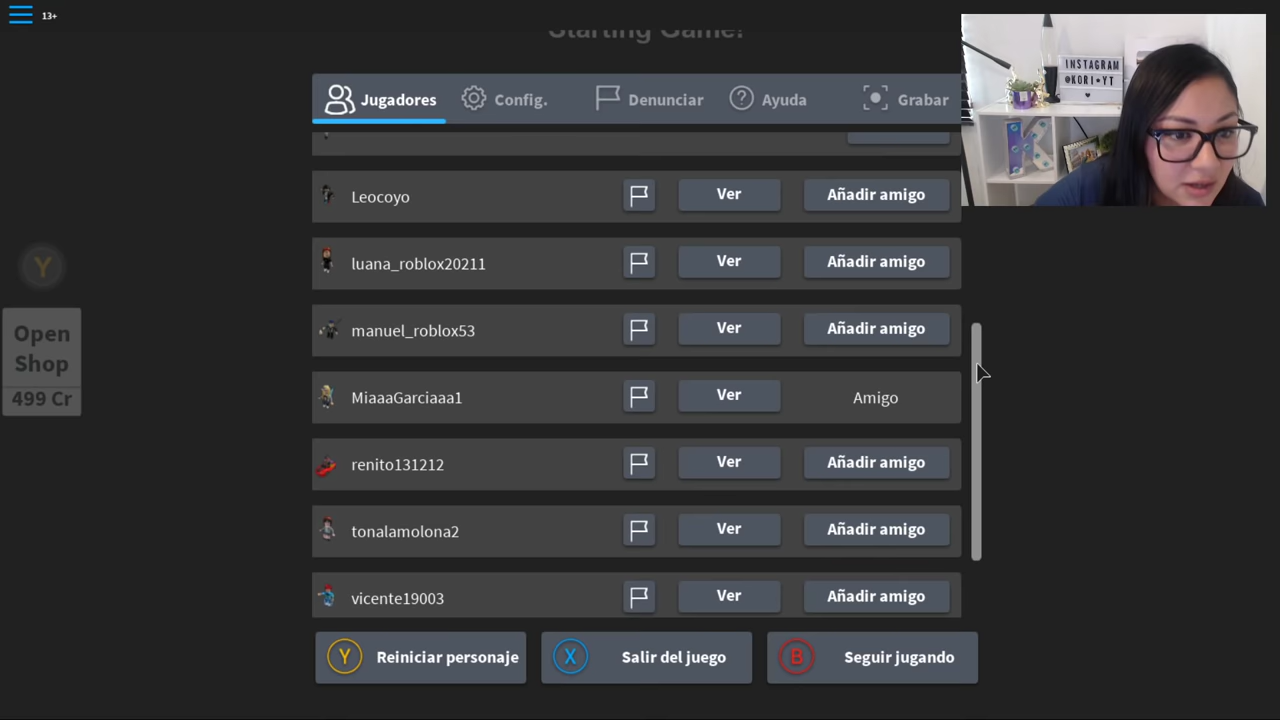 13+
Starting Game!
Jugadores
Config.
Denunciar
Ayuda
Grabar
INSTAGRAM
@KORI•YT
K
Leocoyo
Ver
Añadir amigo
luana_roblox20211
Ver
Añadir amigo
manuel_roblox53
Ver
Añadir amigo
MiaaaGarciaaa1
Ver
Amigo
renito131212
Ver
Añadir amigo
tonalamolona2
Ver
Añadir amigo
vicente19003
Ver
Añadir amigo
Y
Open
Shop
499 Cr
Y Reiniciar personaje
X Salir del juego
B Seguir jugando